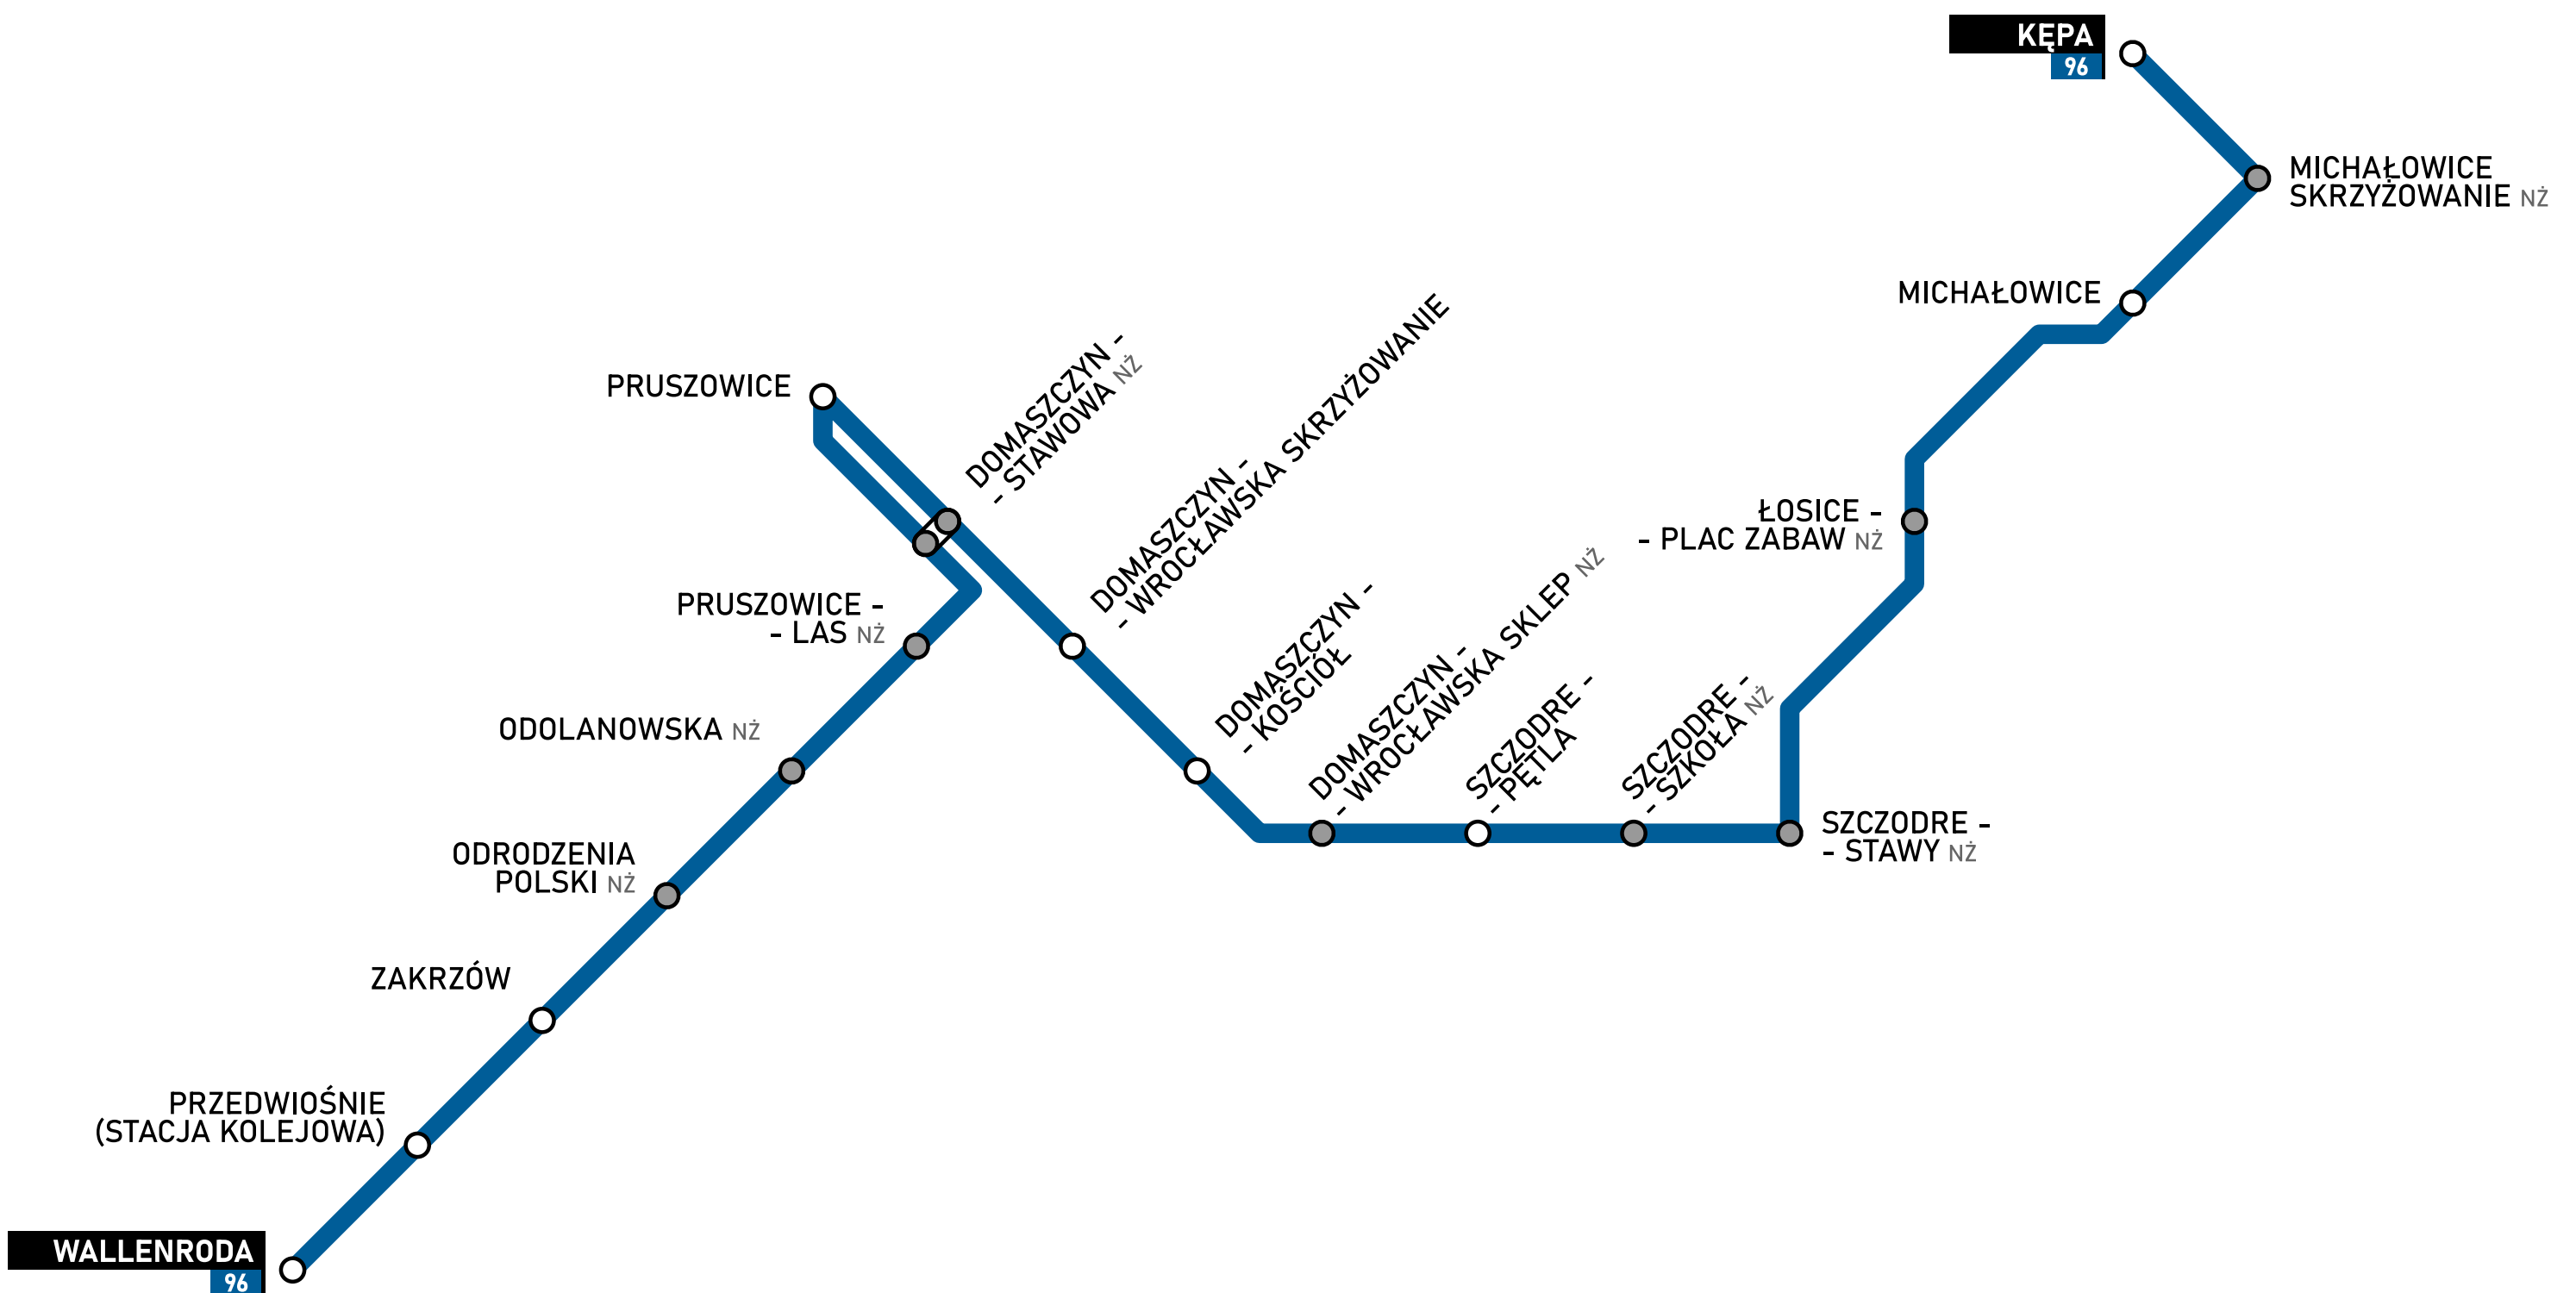 KĘPA
96
MICHAŁOWICE
SKRZYŻOWANIE NŻ
MICHAŁOWICE
ŁOSICE -
- PLAC ZABAW NŻ
SZCZODRE -
- STAWY NŻ
SZCZODRE -
- SZKOŁA NŻ
SZCZODRE -
- PĘTLA
DOMASZCZYN -
- WROCŁAWSKA SKLEP NŻ
DOMASZCZYN -
- KOŚCIÓŁ
DOMASZCZYN -
- WROCŁAWSKA SKRZYŻOWANIE
DOMASZCZYN -
- STAWOWA NŻ
PRUSZOWICE
PRUSZOWICE -
- LAS NŻ
ODOLANOWSKA NŻ
ODRODZENIA
POLSKI NŻ
ZAKRZÓW
PRZEDWIOŚNIE
(STACJA KOLEJOWA)
WALLENRODA
96